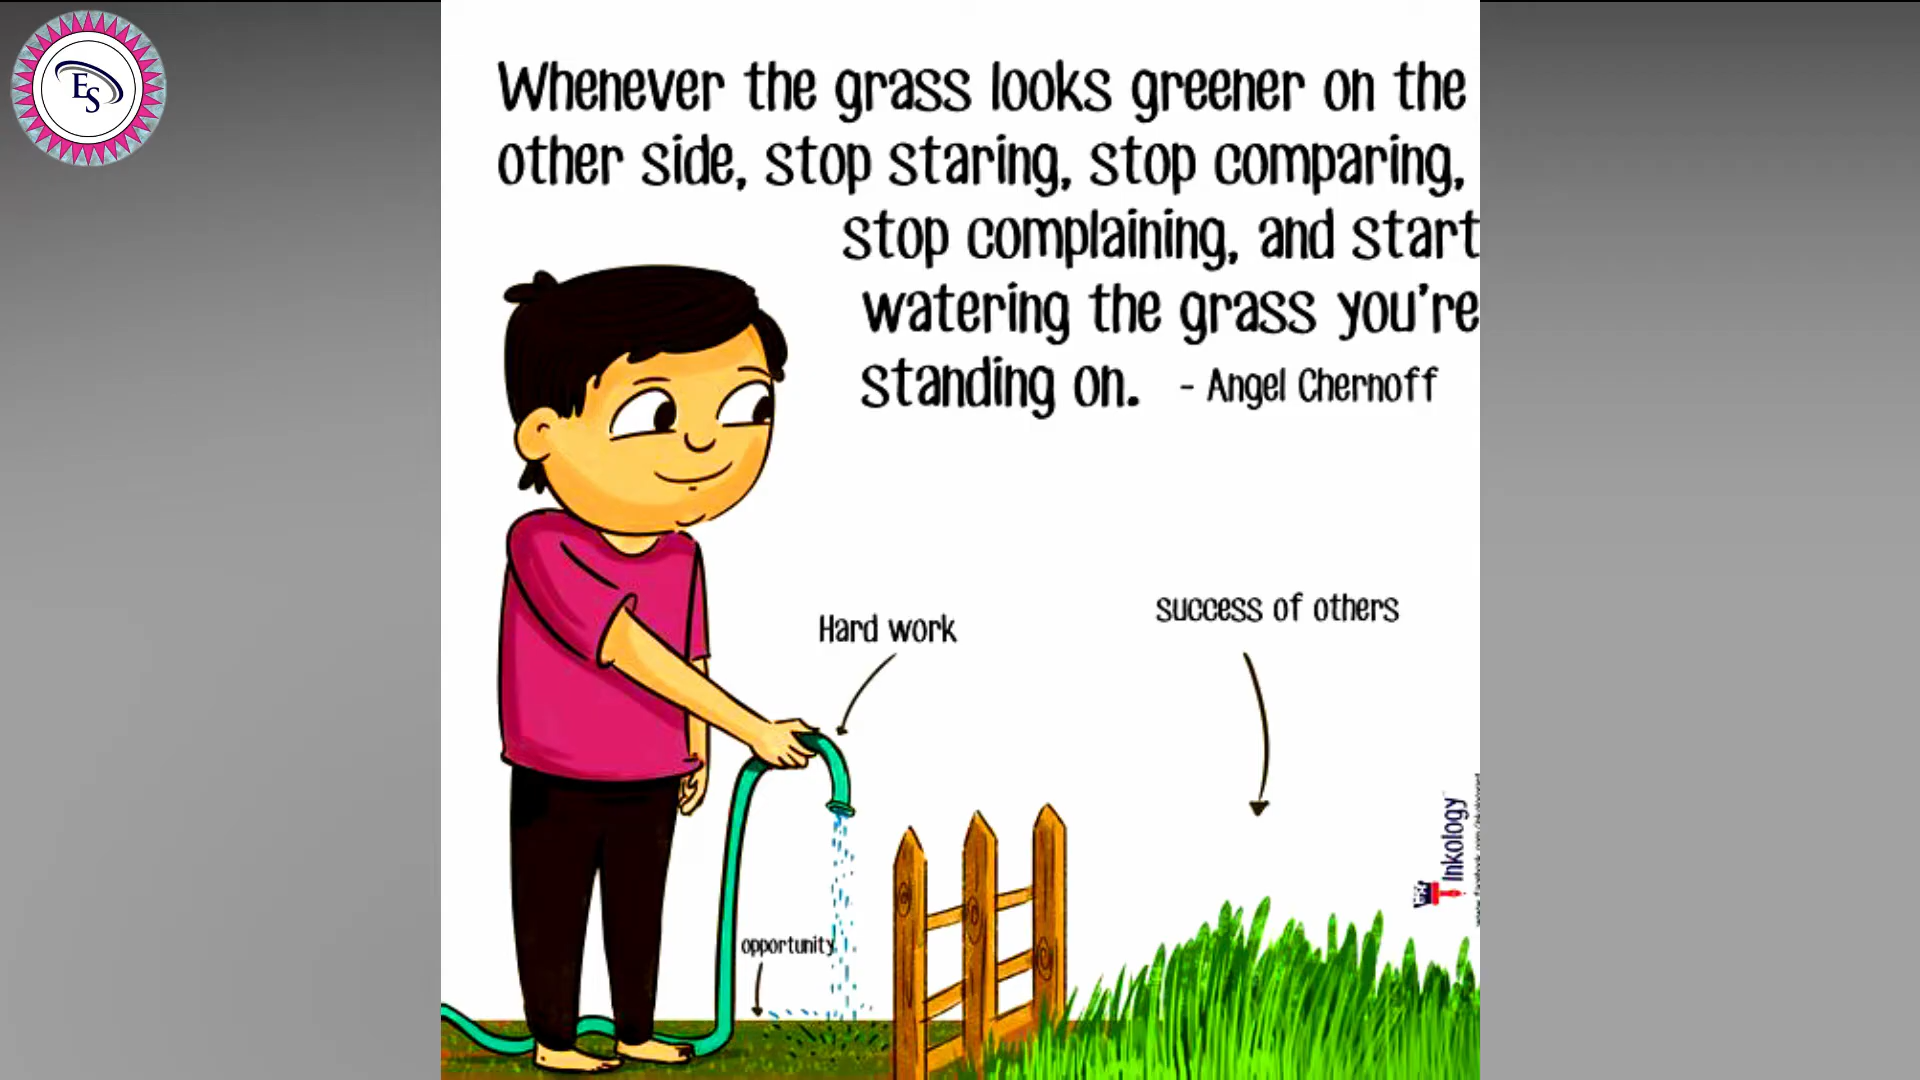 ES
Whenever the grass looks greener on the
other side, stop staring, stop comparing,
stop complaining, and start
watering the grass you're
standing on. - Angel Chernoff
Hard work
success of others
opportunity
Inkology